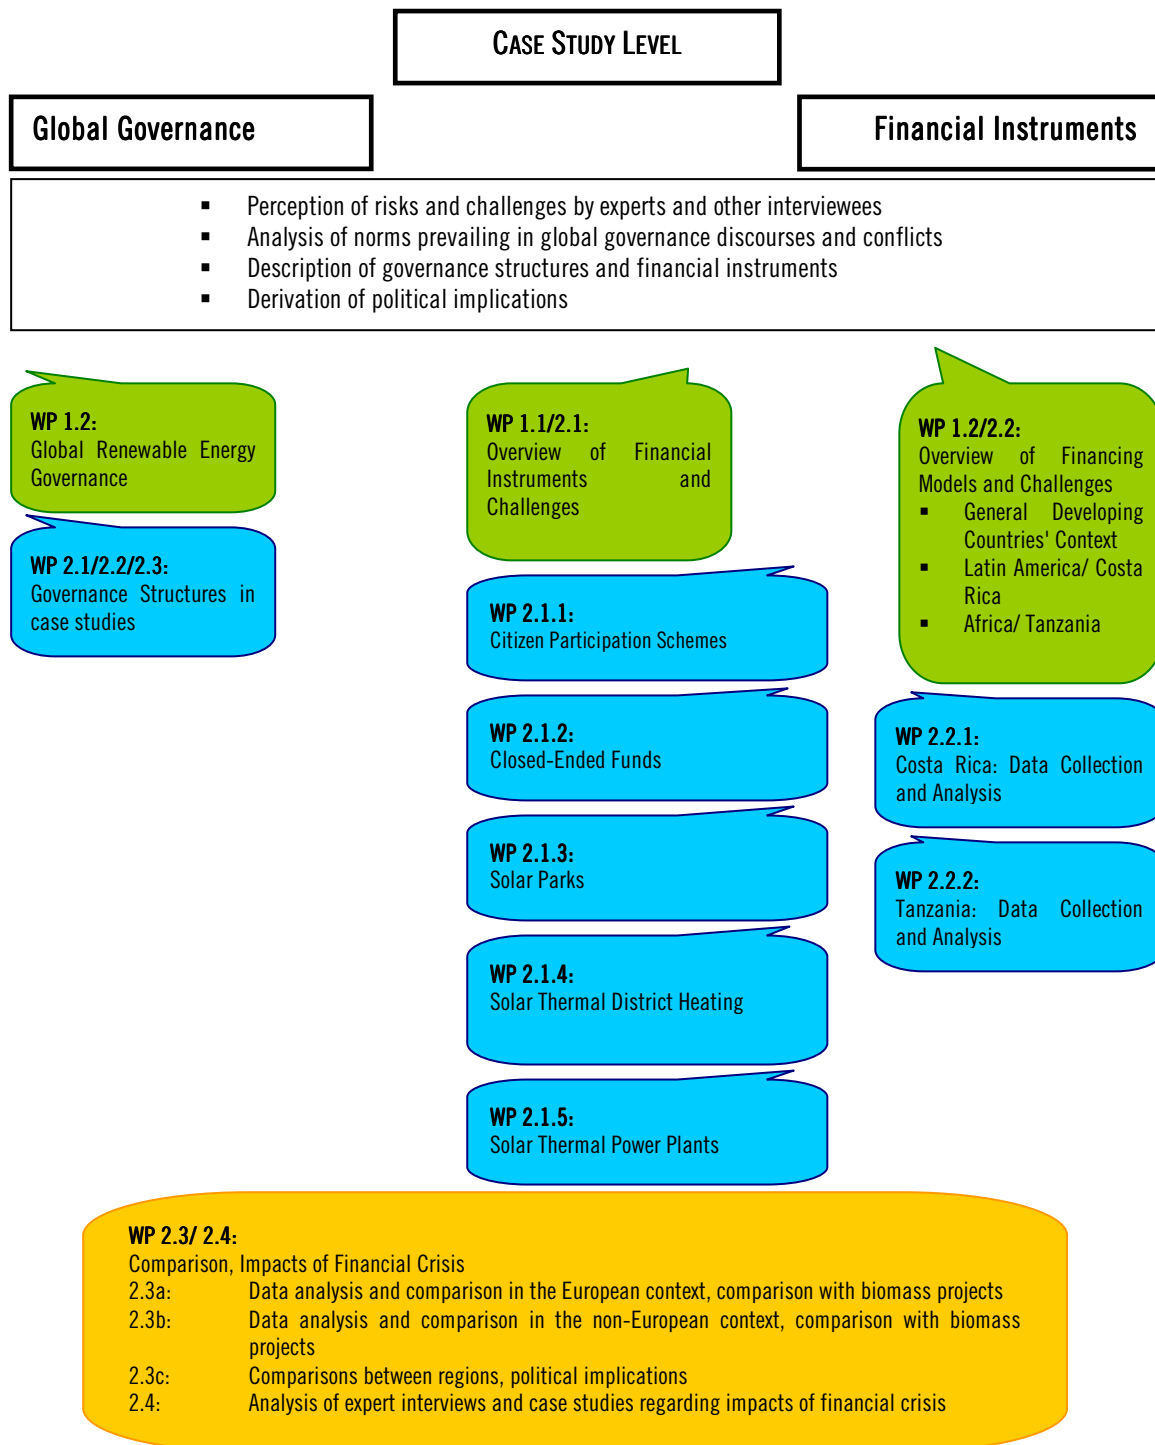 CASE STUDY LEVEL
Global Governance
Financial Instruments
▪ Perception of risks and challenges by experts and other interviewees
▪ Analysis of norms prevailing in global governance discourses and conflicts
▪ Description of governance structures and financial instruments
▪ Derivation of political implications
WP 1.2:
Global Renewable Energy
Governance
WP 2.1/2.2/2.3:
Governance Structures in
case studies
WP 1.1/2.1:
Overview of Financial
Instruments and
Challenges
WP 2.1.1:
Citizen Participation Schemes
WP 2.1.2:
Closed-Ended Funds
WP 2.1.3:
Solar Parks
WP 2.1.4:
Solar Thermal District Heating
WP 2.1.5:
Solar Thermal Power Plants
WP 1.2/2.2:
Overview of Financing
Models and Challenges
▪ General Developing
Countries' Context
▪ Latin America/ Costa
Rica
▪ Africa/ Tanzania
WP 2.2.1:
Costa Rica: Data Collection
and Analysis
WP 2.2.2:
Tanzania: Data Collection
and Analysis
WP 2.3/ 2.4:
Comparison, Impacts of Financial Crisis
2.3a: Data analysis and comparison in the European context, comparison with biomass projects
2.3b: Data analysis and comparison in the non-European context, comparison with biomass
projects
2.3c: Comparisons between regions, political implications
2.4: Analysis of expert interviews and case studies regarding impacts of financial crisis